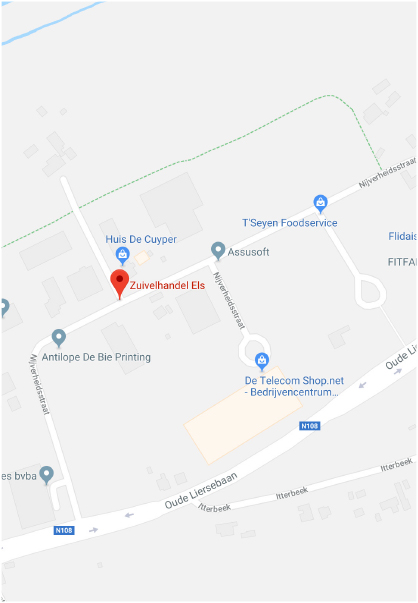 Nijverheidsstraat
T'Seyen Foodservice
Flidais
Huis De Cuyper
Assusoft
FITFA
Zuivelhandel Els
Nijverheidsstraat
Antilope De Bie Printing
Oude Lie
De Telecom Shop.net
- Bedrijvencentrum...
Nijverheidsstraat
N108
Itterbeek
es bvba
Oude Liersebaan
Itterbeek
N108